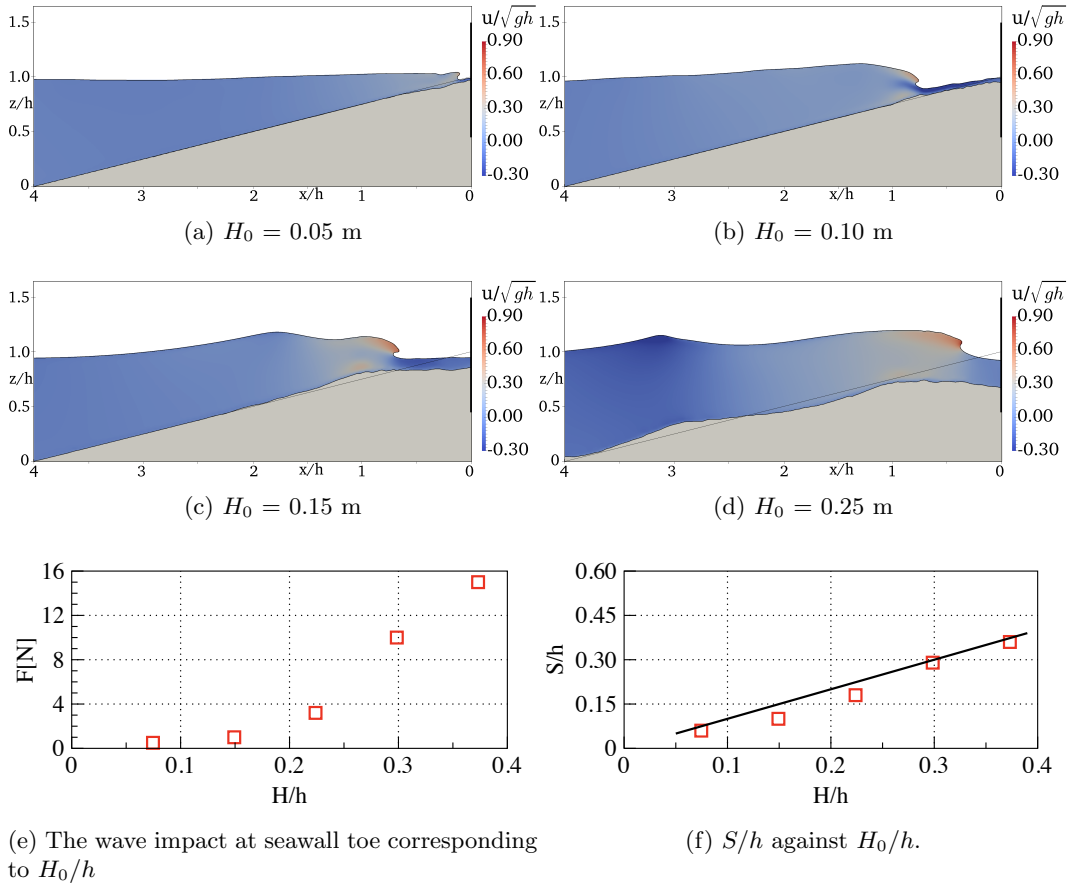 1.5
1.0
z/h
0.5
0
4
3
2
x/h
1
0
u/√gh
0.90
0.60
0.30
0.00
-0.30
(a) H₀ = 0.05 m
1.5
1.0
z/h
0.5
0
4
3
2
x/h
1
0
u/√gh
0.90
0.60
0.30
0.00
-0.30
(b) H₀ = 0.10 m
1.5
1.0
z/h
0.5
0
4
3
2
x/h
1
0
u/√gh
0.90
0.60
0.30
0.00
-0.30
(c) H₀ = 0.15 m
1.5
1.0
z/h
0.5
0
4
3
2
x/h
1
0
u/√gh
0.90
0.60
0.30
0.00
-0.30
(d) H₀ = 0.25 m
16
12
8
4
0
F[N]
0 0.1 0.2 0.3 0.4
H/h
(e) The wave impact at seawall toe corresponding
to H₀/h
0.60
0.45
0.30
0.15
0
S/h
0 0.1 0.2 0.3 0.4
H/h
(f) S/h against H₀/h.